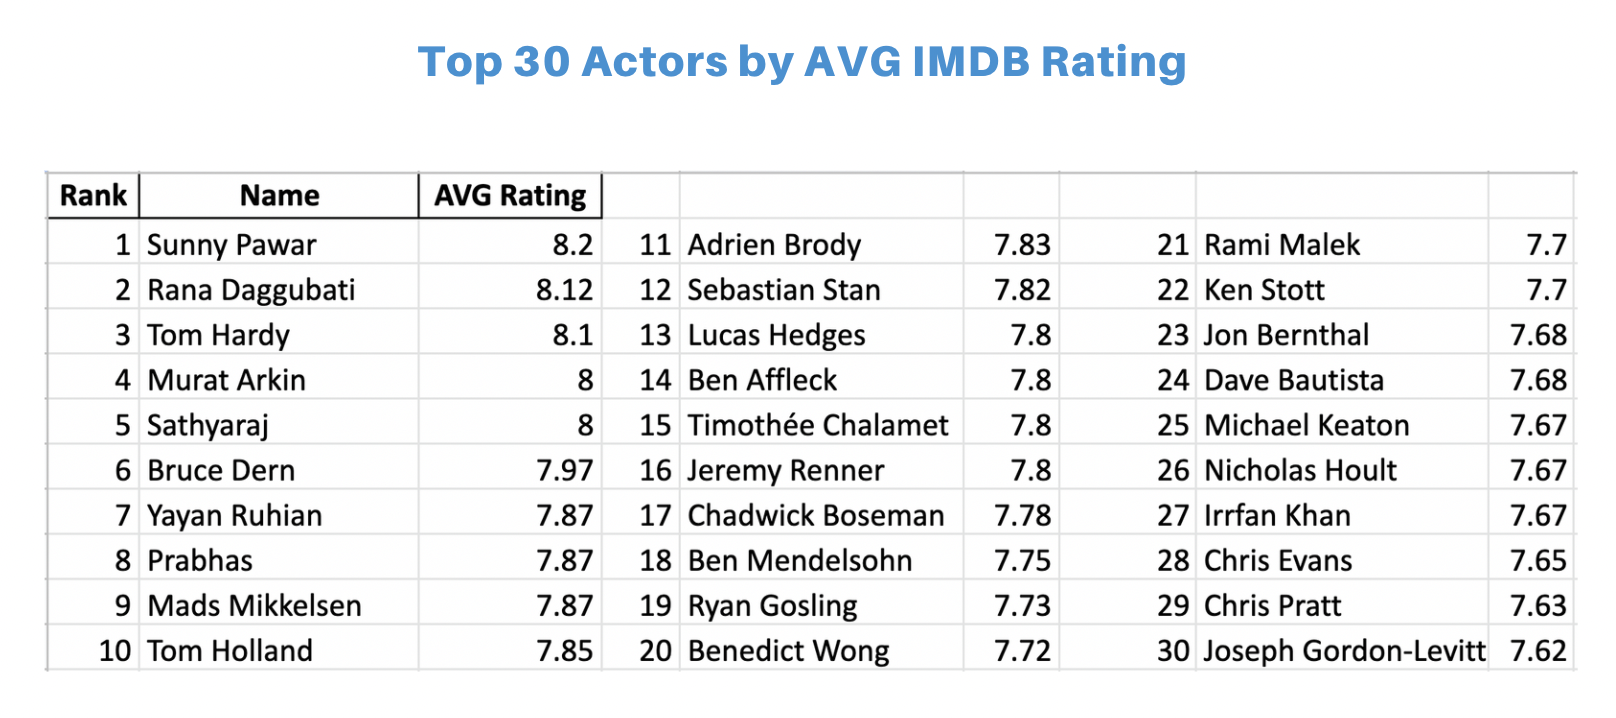 Top 30 Actors by AVG IMDB Rating
Rank Name AVG Rating
1 Sunny Pawar 8.2 11 Adrien Brody 7.83 21 Rami Malek 7.7
2 Rana Daggubati 8.12 12 Sebastian Stan 7.82 22 Ken Stott 7.7
3 Tom Hardy 8.1 13 Lucas Hedges 7.8 23 Jon Bernthal 7.68
4 Murat Arkin 8 14 Ben Affleck 7.8 24 Dave Bautista 7.68
5 Sathyaraj 8 15 Timothée Chalamet 7.8 25 Michael Keaton 7.67
6 Bruce Dern 7.97 16 Jeremy Renner 7.8 26 Nicholas Hoult 7.67
7 Yayan Ruhian 7.87 17 Chadwick Boseman 7.78 27 Irrfan Khan 7.67
8 Prabhas 7.87 18 Ben Mendelsohn 7.75 28 Chris Evans 7.65
9 Mads Mikkelsen 7.87 19 Ryan Gosling 7.73 29 Chris Pratt 7.63
10 Tom Holland 7.85 20 Benedict Wong 7.72 30 Joseph Gordon-Levitt 7.62